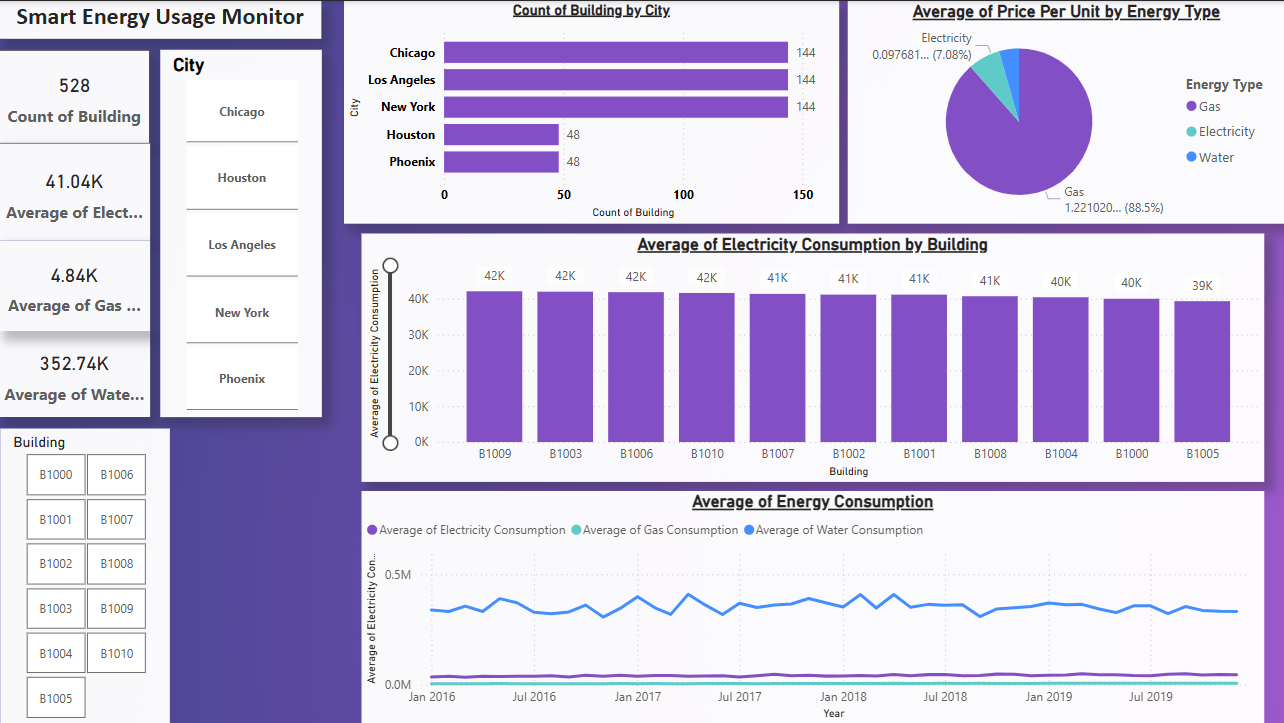 Smart Energy Usage Monitor
528
Count of Building
41.04K
Average of Elect...
4.84K
Average of Gas ...
352.74K
Average of Wate...
City
Chicago
Houston
Los Angeles
New York
Phoenix
Building
B1000
B1006
B1001
B1007
B1002
B1008
B1003
B1009
B1004
B1010
B1005
Count of Building by City
City
Chicago
144
Los Angeles
144
New York
144
Houston
48
Phoenix
48
0
50
100
150
Count of Building
Average of Price Per Unit by Energy Type
Electricity
0.097681... (7.08%)
Gas
1.221020... (88.5%)
Energy Type
Gas
Electricity
Water
Average of Electricity Consumption by Building
Average of Electricity Consumption
42K
42K
42K
42K
41K
41K
41K
41K
40K
40K
39K
40K
30K
20K
10K
0K
B1009
B1003
B1006
B1010
B1007
B1002
B1001
B1008
B1004
B1000
B1005
Building
Average of Energy Consumption
Average of Electricity Consumption
Average of Gas Consumption
Average of Water Consumption
Average of Electricity Con...
0.5M
0.0M
Jan 2016
Jul 2016
Jan 2017
Jul 2017
Jan 2018
Jul 2018
Jan 2019
Jul 2019
Year